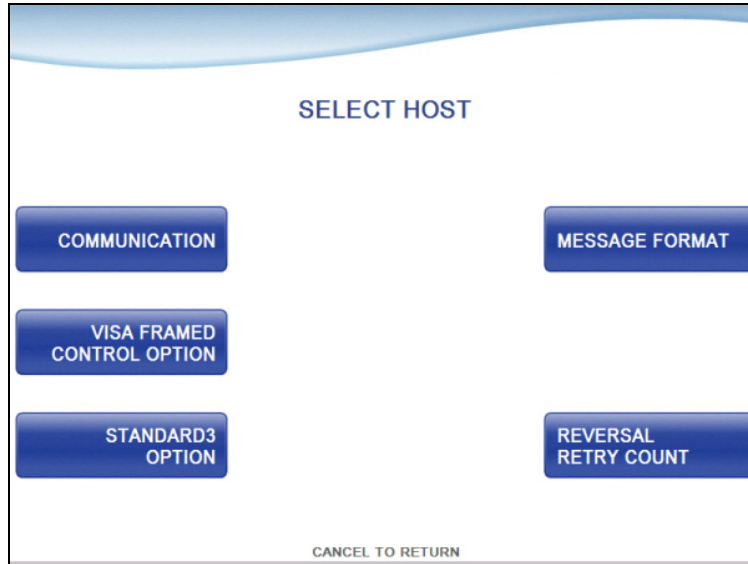 SELECT HOST
COMMUNICATION
MESSAGE FORMAT
VISA FRAMED
CONTROL OPTION
STANDARD3
OPTION
REVERSAL
RETRY COUNT
CANCEL TO RETURN